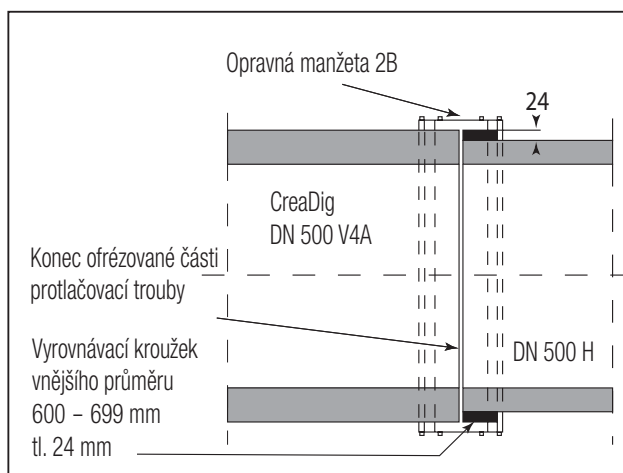 Opravná manžeta 2B
24
CreaDig
DN 500 V4A
Konec ofrézované části
protlačovací trouby
Vyrovnávací kroužek
vnějšího průměru
600 – 699 mm
tl. 24 mm
DN 500 H